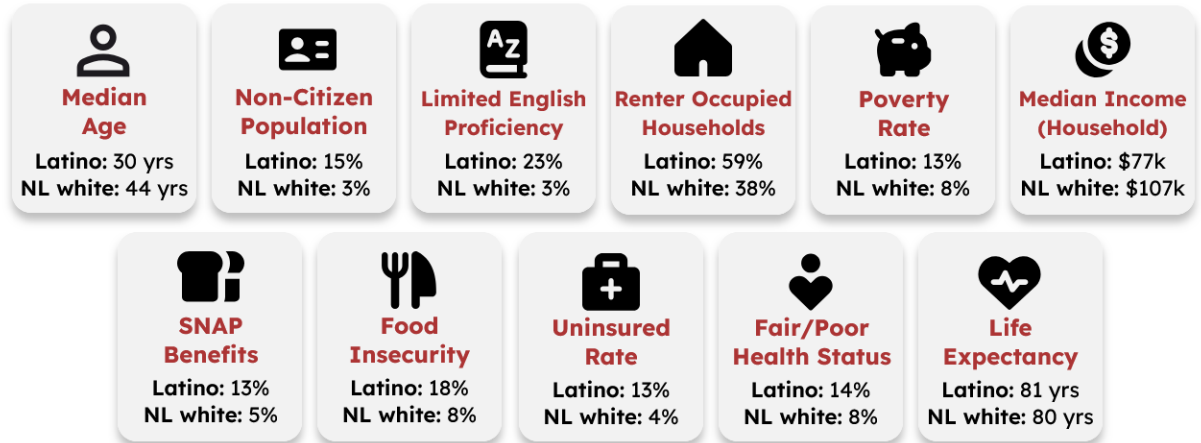 Median
Age
Latino: 30 yrs
NL white: 44 yrs
Non-Citizen
Population
Latino: 15%
NL white: 3%
A
Z
Limited English
Proficiency
Latino: 23%
NL white: 3%
Renter Occupied
Households
Latino: 59%
NL white: 38%
Poverty
Rate
Latino: 13%
NL white: 8%
$
Median Income
(Household)
Latino: $77k
NL white: $107k
SNAP
Benefits
Latino: 13%
NL white: 5%
Food
Insecurity
Latino: 18%
NL white: 8%
Uninsured
Rate
Latino: 13%
NL white: 4%
Fair/Poor
Health Status
Latino: 14%
NL white: 8%
Life
Expectancy
Latino: 81 yrs
NL white: 80 yrs